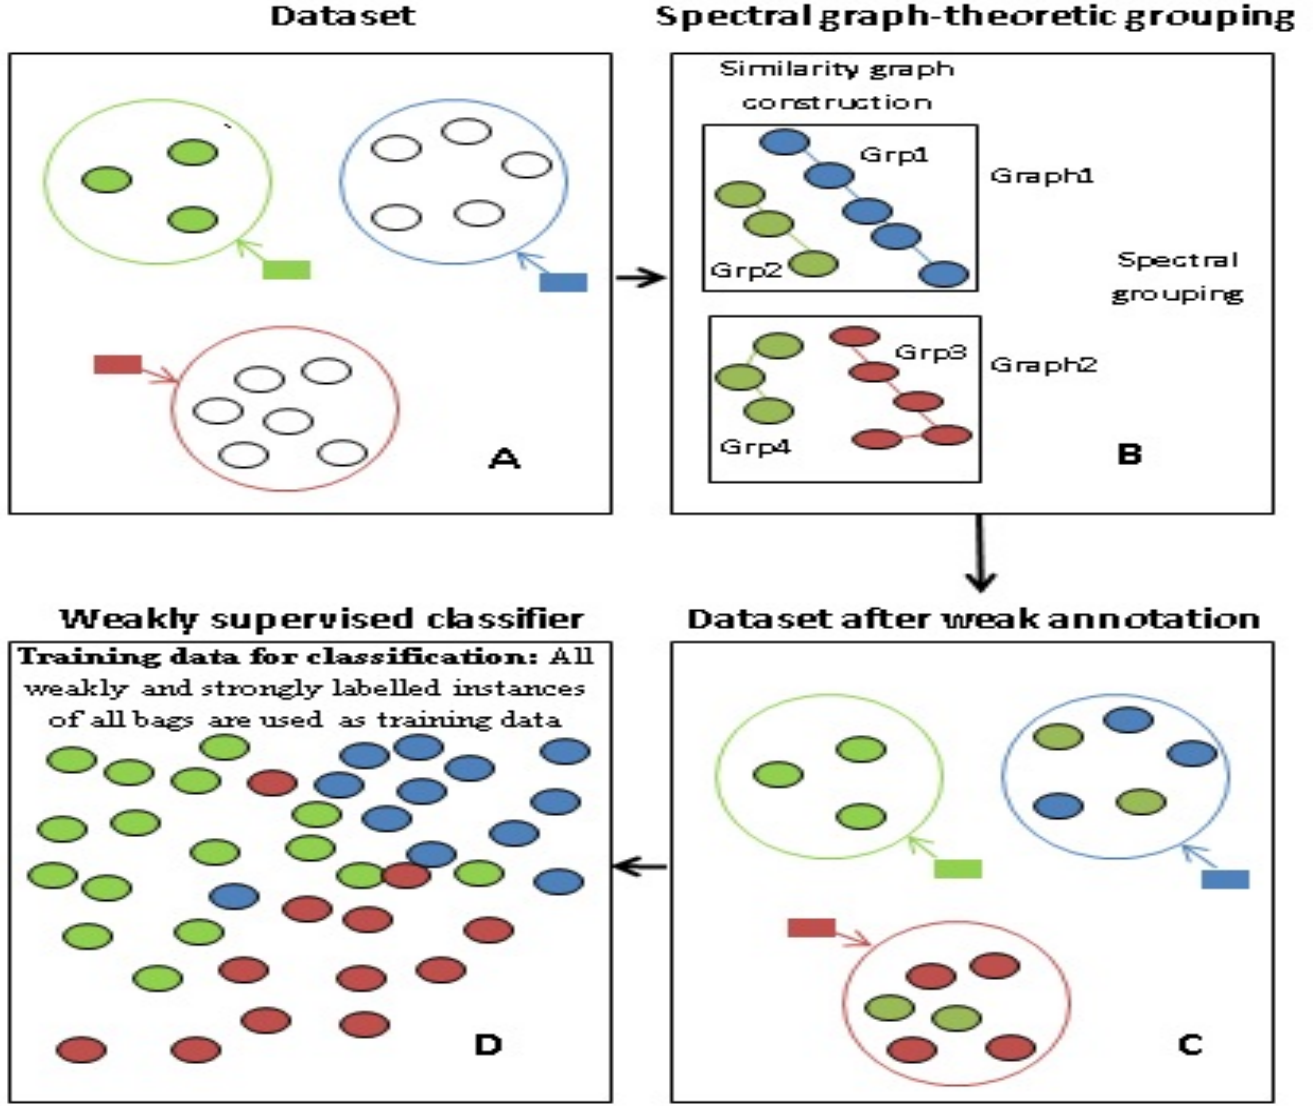 Dataset
Spectral graph-theoretic grouping
Similarity graph
construction
Grp1
Graph1
Grp2
Spectral
grouping
Grp3
Graph2
Grp4
A
B
Weakly supervised classifier
Dataset after weak annotation
Training data for classification: All
weakly and strongly labelled instances
of all bags are used as training data
D
C